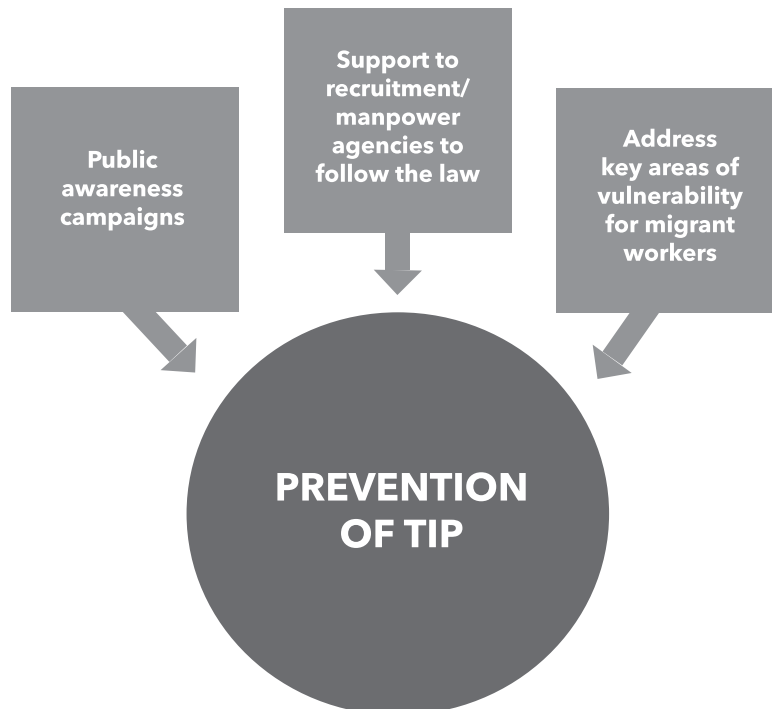 Public
awareness
campaigns
Support to
recruitment/
manpower
agencies to
follow the law
Address
key areas of
vulnerability
for migrant
workers
PREVENTION
OF TIP